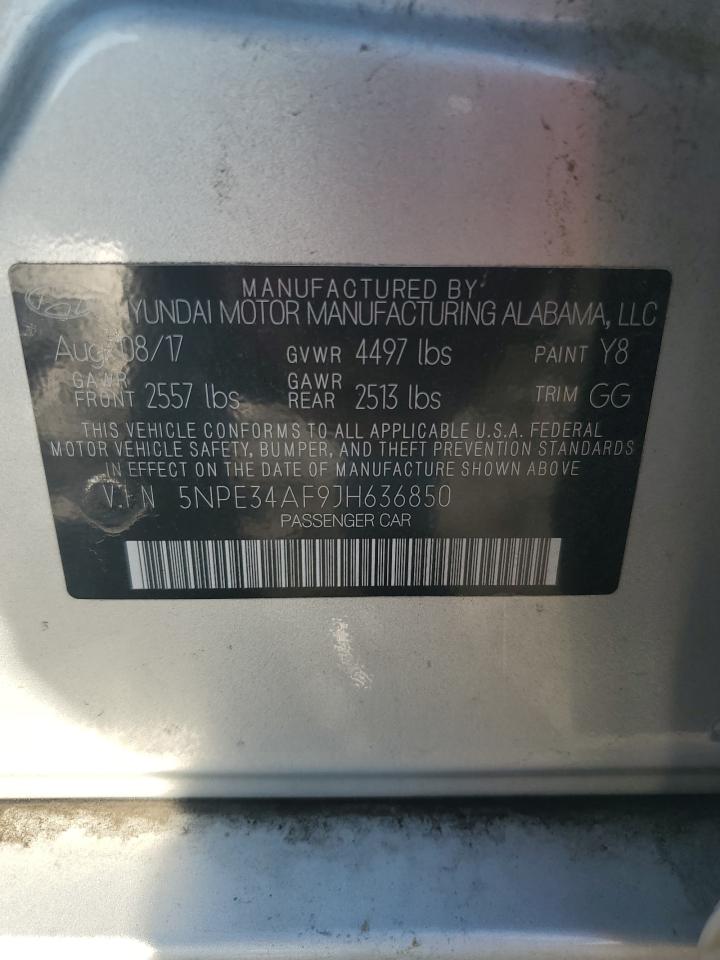 MANUFACTURED BY
HYUNDAI MOTOR MANUFACTURING ALABAMA, LLC
Aug. 08/17 GVWR 4497 lbs PAINT Y8
GAWR FRONT 2557 lbs GAWR REAR 2513 lbs TRIM GG
THIS VEHICLE CONFORMS TO ALL APPLICABLE U.S.A. FEDERAL
MOTOR VEHICLE SAFETY, BUMPER, AND THEFT PREVENTION STANDARDS
IN EFFECT ON THE DATE OF MANUFACTURE SHOWN ABOVE
V.I N 5NPE34AF9JH636850
PASSENGER CAR